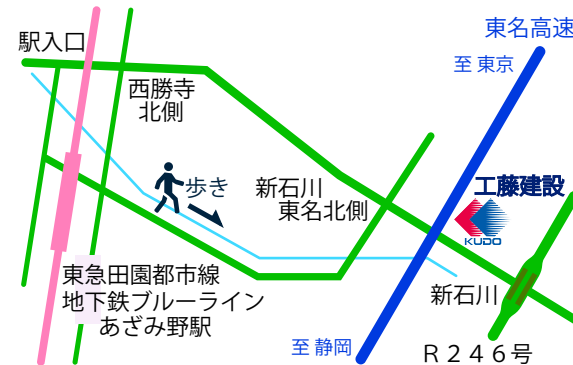 駅入口
東名高速
至 東京
西勝寺
北側
歩き
新石川
東名北側
工藤建設
KUDO
東急田園都市線
地下鉄ブルーライン
あざみ野駅
新石川
至 静岡
R２４６号